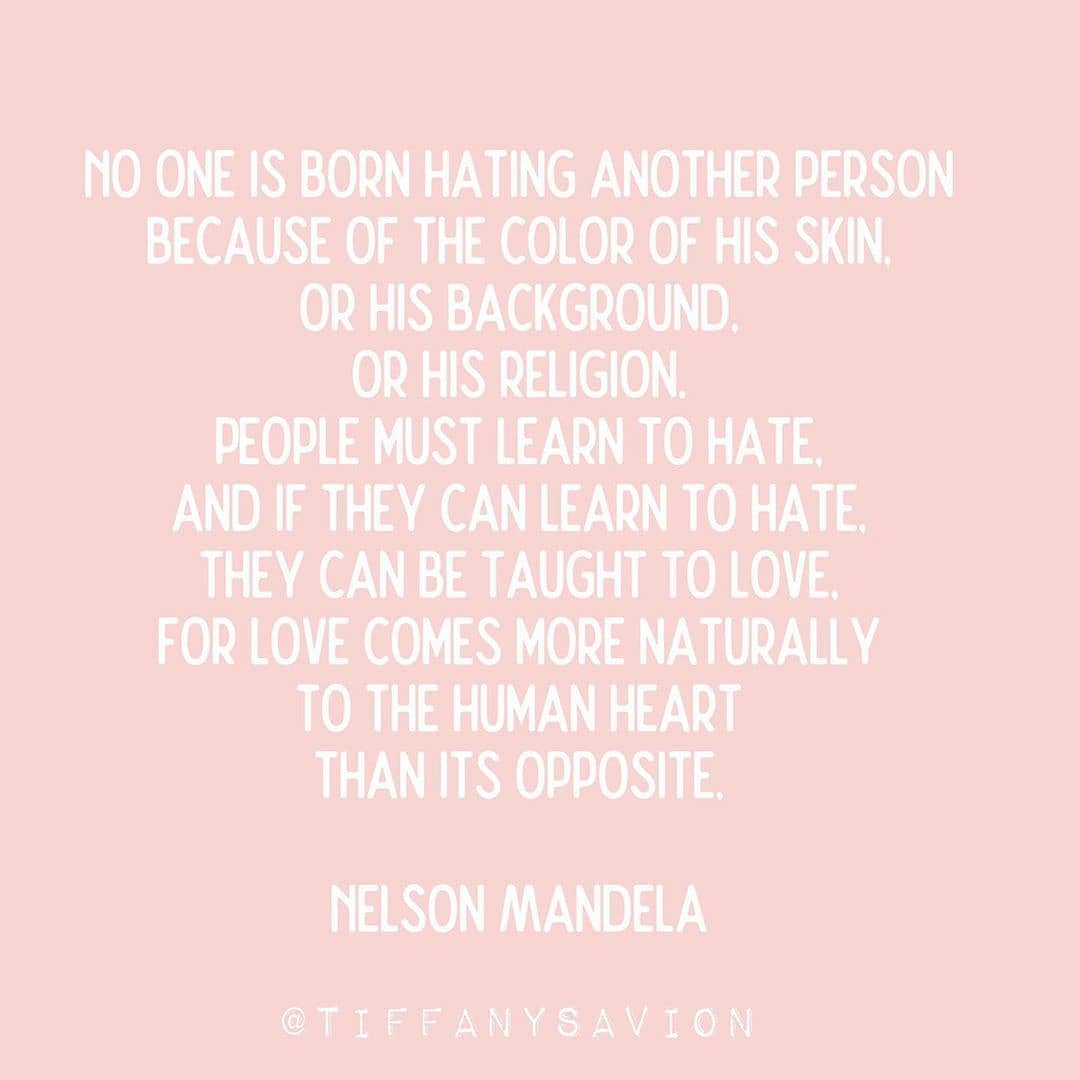 NO ONE IS BORN HATING ANOTHER PERSON
BECAUSE OF THE COLOR OF HIS SKIN,
OR HIS BACKGROUND,
OR HIS RELIGION.
PEOPLE MUST LEARN TO HATE,
AND IF THEY CAN LEARN TO HATE,
THEY CAN BE TAUGHT TO LOVE,
FOR LOVE COMES MORE NATURALLY
TO THE HUMAN HEART
THAN ITS OPPOSITE.
NELSON MANDELA
@TIFFANYSAVION